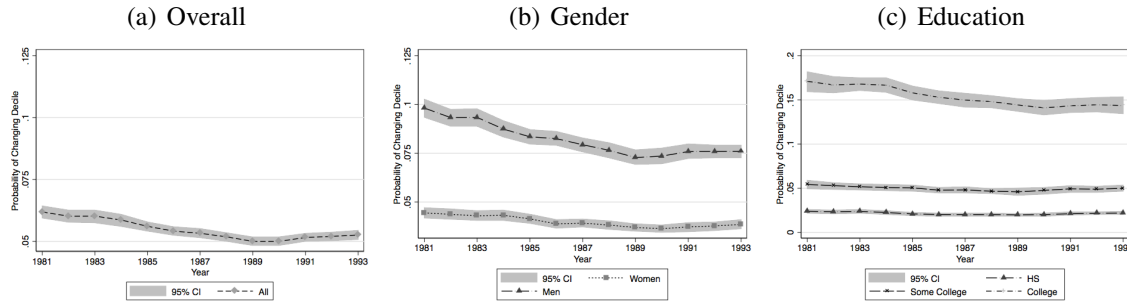 (a) Overall
Probability of Changing Decile
.05 .075 .1 .125
1981 1983 1985 1987 1989 1991 1993
Year
95% CI All
(b) Gender
Probability of Changing Decile
.05 .075 .1 .125
1981 1983 1985 1987 1989 1991 1993
Year
95% CI Women
Men
(c) Education
Probability of Changing Decile
0 .05 .1 .15 .2
1981 1983 1985 1987 1989 1991 1993
Year
95% CI HS
Some College College